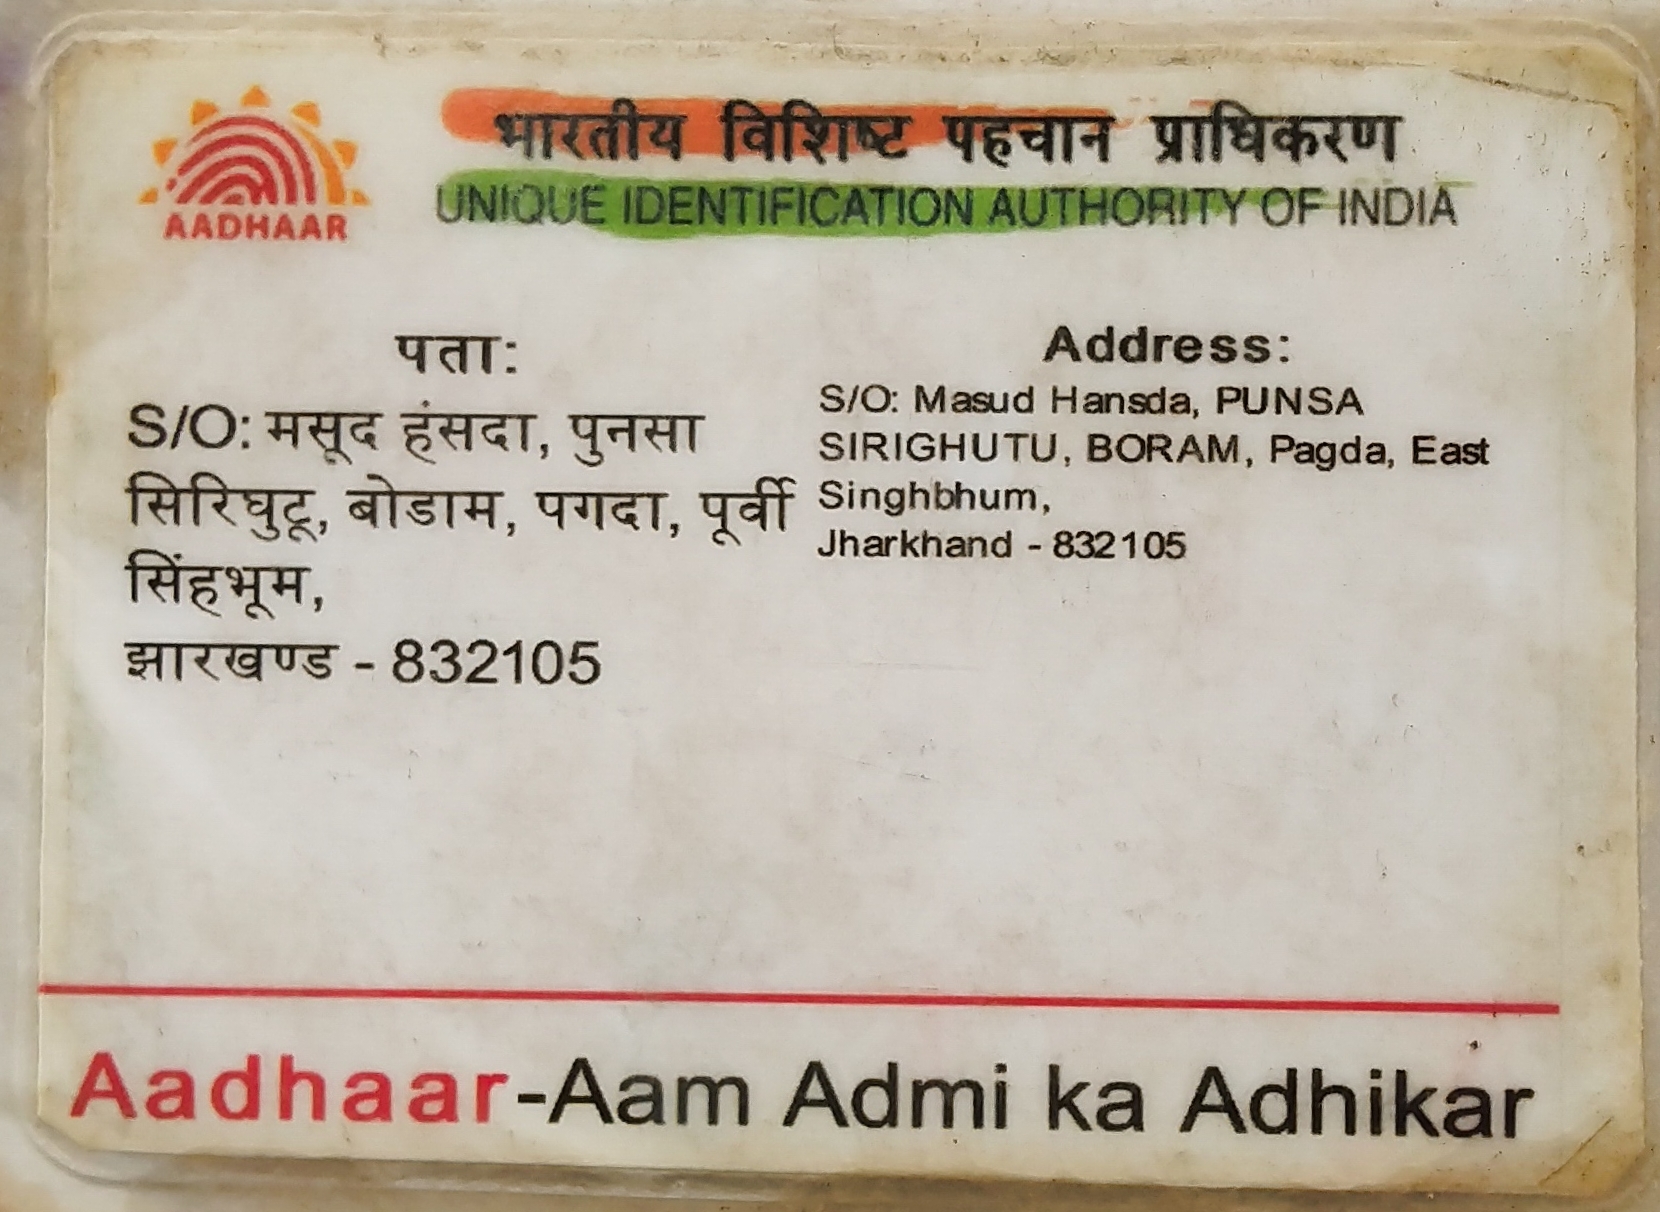 भारतीय विशिष्ट पहचान प्राधिकरण
AADHAAR
UNIQUE IDENTIFICATION AUTHORITY OF INDIA
पता:
S/O: मसूद हंसदा, पुनसा
सिरिघुटू, बोडाम, पगदा, पूर्वी
सिंहभूम,
झारखण्ड - 832105
Address:
S/O: Masud Hansda, PUNSA
SIRIGHUTU, BORAM, Pagda, East
Singhbhum,
Jharkhand - 832105
Aadhaar-Aam Admi ka Adhikar